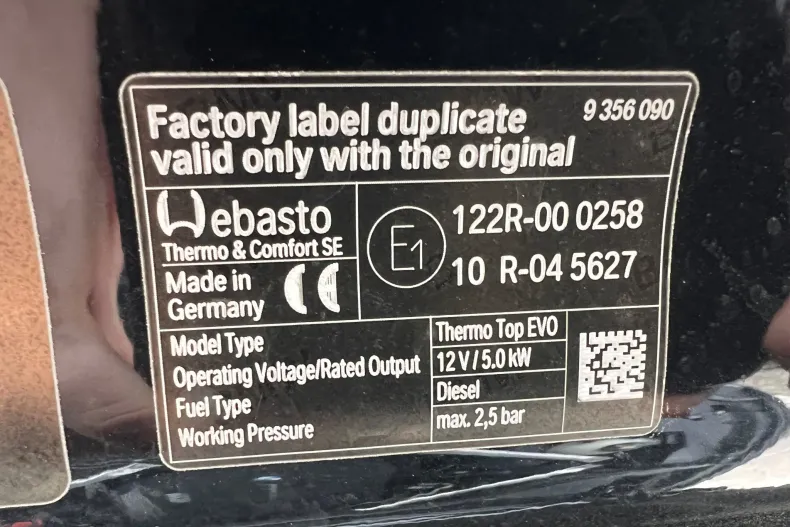 Factory label duplicate 9 356 090
valid only with the original
Webasto
Thermo & Comfort SE
Made in
Germany
CE
E1
122R-00 0258
10 R-04 5627
Model Type Thermo Top EVO
Operating Voltage/Rated Output 12 V / 5.0 kW
Fuel Type Diesel
Working Pressure max. 2,5 bar